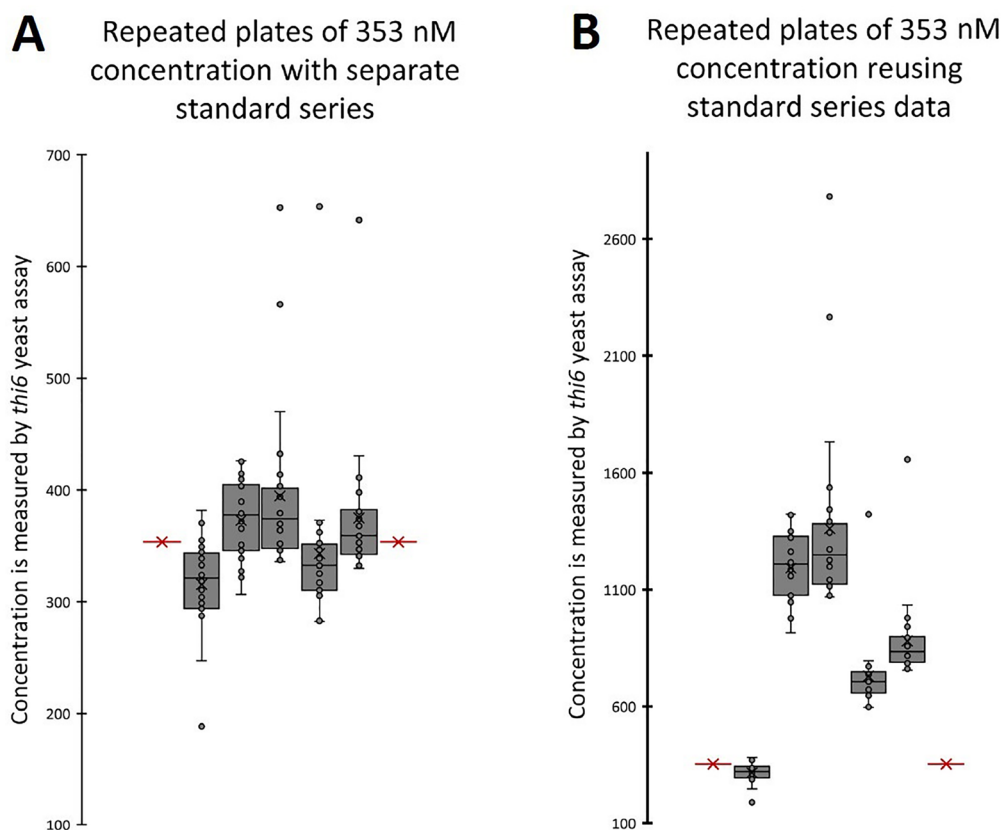 A
Repeated plates of 353 nM
concentration with separate
standard series
Concentration is measured by thi6 yeast assay
700
600
500
400
300
200
100
B
Repeated plates of 353 nM
concentration reusing
standard series data
Concentration is measured by thi6 yeast assay
2600
2100
1600
1100
600
100